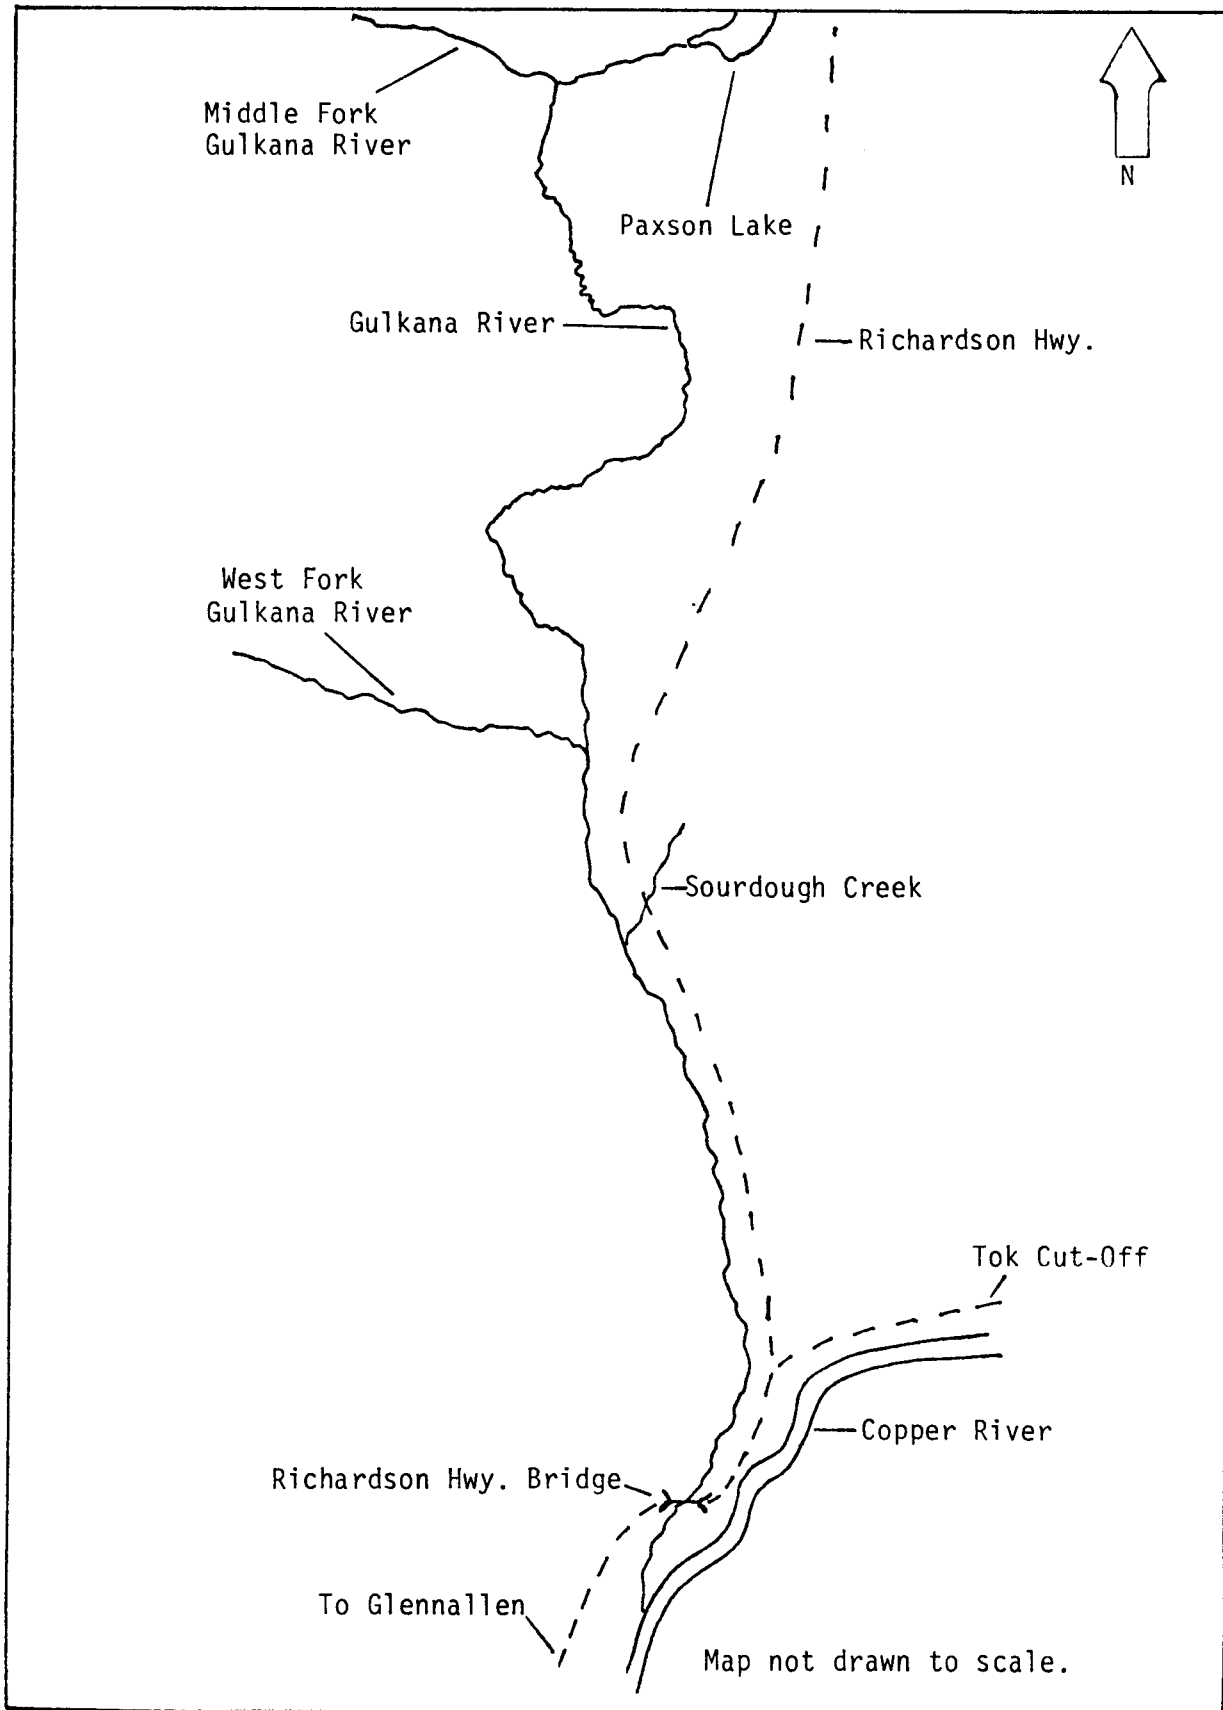 Middle Fork
Gulkana River
N
Paxson Lake
Gulkana River
Richardson Hwy.
West Fork
Gulkana River
Sourdough Creek
Tok Cut-Off
Copper River
Richardson Hwy. Bridge
To Glennallen
Map not drawn to scale.